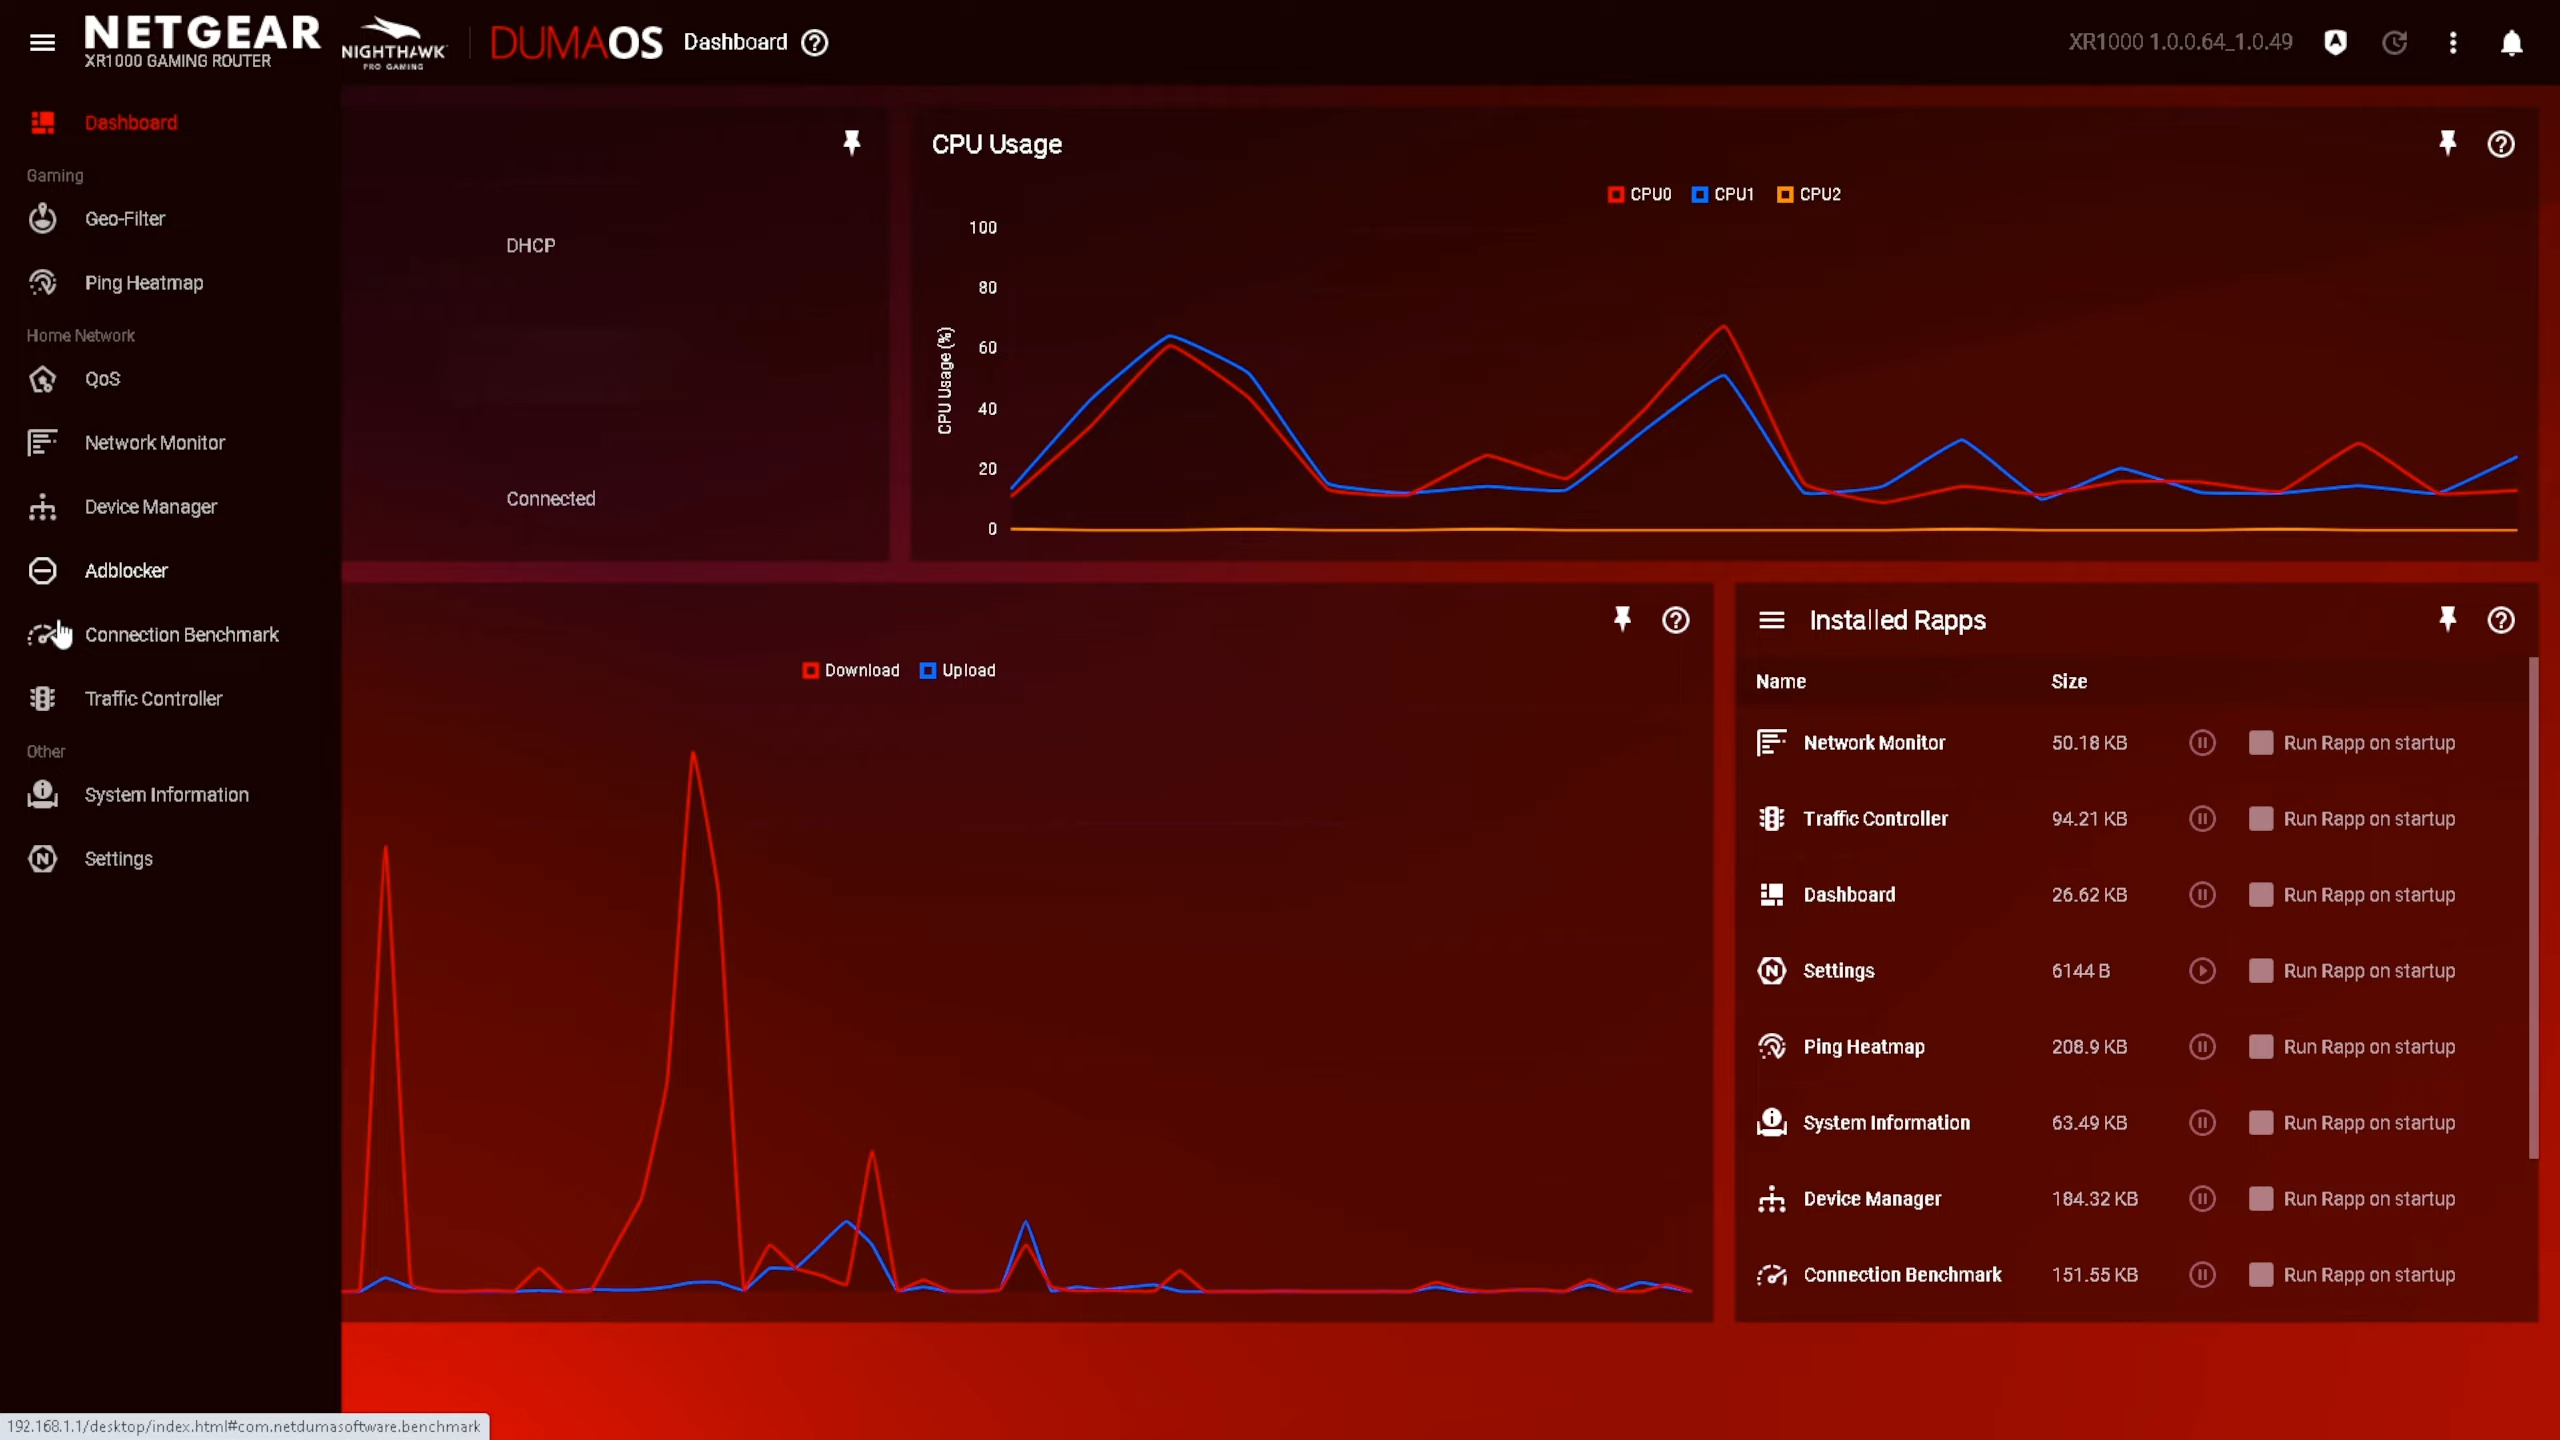 NETGEAR
XR1000 GAMING ROUTER
NIGHTHAWK
PRO GAMING
DUMAOS
Dashboard
XR1000 1.0.0.64_1.0.49
Dashboard
Gaming
Geo-Filter
Ping Heatmap
Home Network
QoS
Network Monitor
Device Manager
Adblocker
Connection Benchmark
Traffic Controller
Other
System Information
Settings
DHCP
Connected
CPU Usage
CPU0 CPU1 CPU2
CPU Usage (%)
100
80
60
40
20
0
Download Upload
Installed Rapps
Name Size
Network Monitor 50.18 KB Run Rapp on startup
Traffic Controller 94.21 KB Run Rapp on startup
Dashboard 26.62 KB Run Rapp on startup
Settings 6144 B Run Rapp on startup
Ping Heatmap 208.9 KB Run Rapp on startup
System Information 63.49 KB Run Rapp on startup
Device Manager 184.32 KB Run Rapp on startup
Connection Benchmark 151.55 KB Run Rapp on startup
192.168.1.1/desktop/index.html#com.netdumasoftware.benchmark